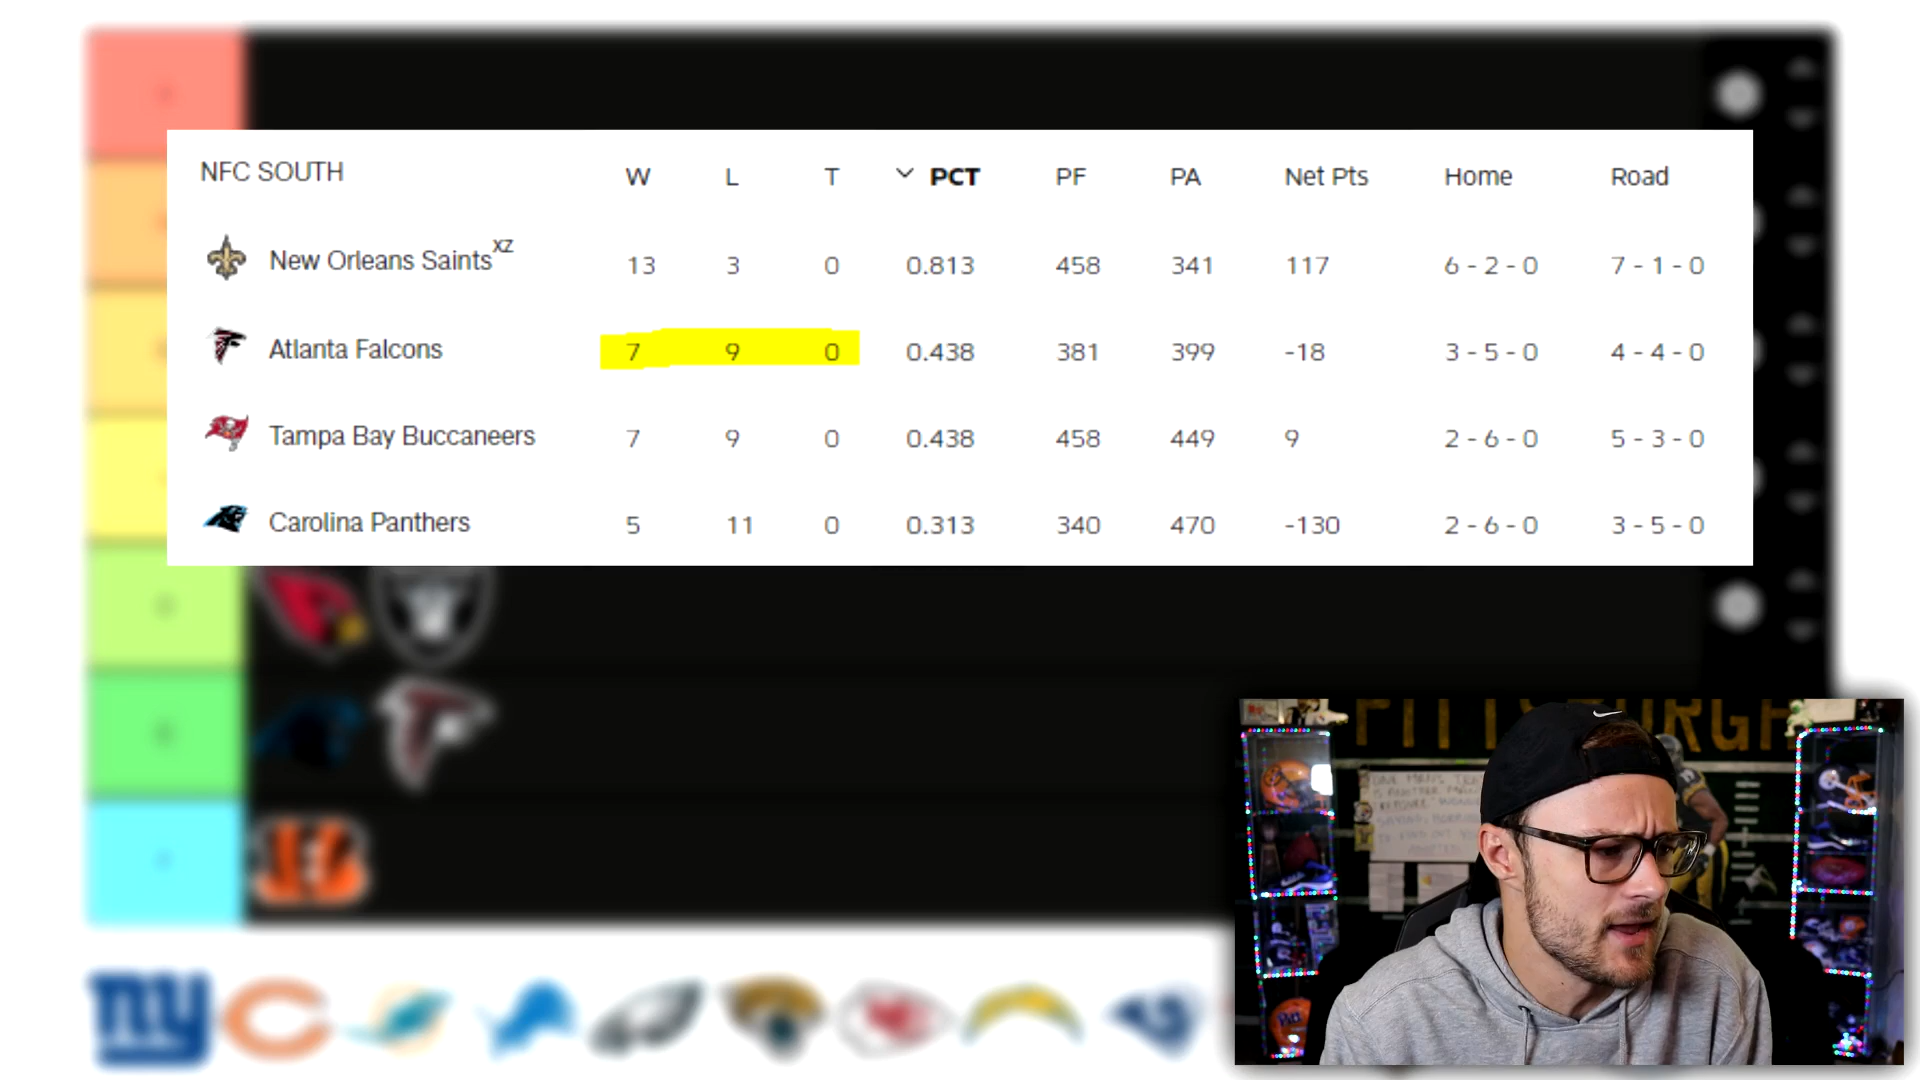 NFC SOUTH W L T PCT PF PA Net Pts Home Road
New Orleans Saints XZ 13 3 0 0.813 458 341 117 6 - 2 - 0 7 - 1 - 0
Atlanta Falcons 7 9 0 0.438 381 399 -18 3 - 5 - 0 4 - 4 - 0
Tampa Bay Buccaneers 7 9 0 0.438 458 449 9 2 - 6 - 0 5 - 3 - 0
Carolina Panthers 5 11 0 0.313 340 470 -130 2 - 6 - 0 3 - 5 - 0
ny
Pitt